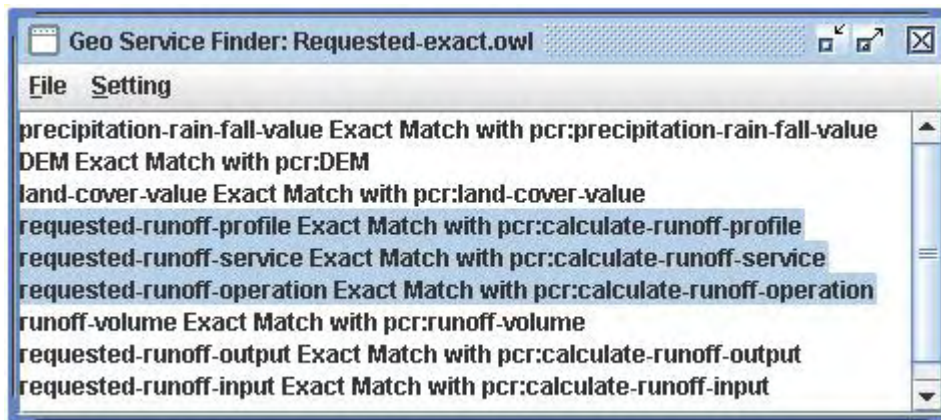 Geo Service Finder: Requested-exact.owl
File Setting
precipitation-rain-fall-value Exact Match with pcr:precipitation-rain-fall-value
DEM Exact Match with pcr:DEM
land-cover-value Exact Match with pcr:land-cover-value
requested-runoff-profile Exact Match with pcr:calculate-runoff-profile
requested-runoff-service Exact Match with pcr:calculate-runoff-service
requested-runoff-operation Exact Match with pcr:calculate-runoff-operation
runoff-volume Exact Match with pcr:runoff-volume
requested-runoff-output Exact Match with pcr:calculate-runoff-output
requested-runoff-input Exact Match with pcr:calculate-runoff-input